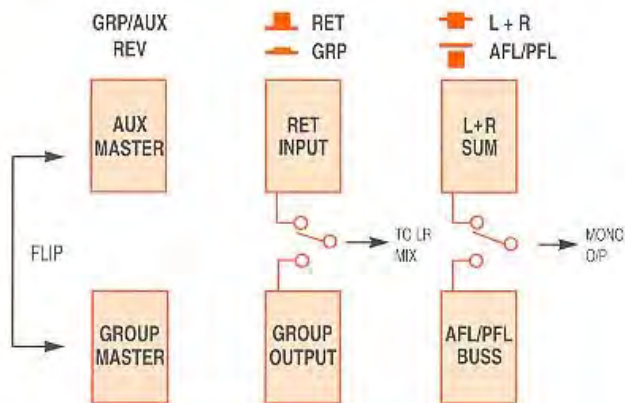 GRP/AUX
REV
RET
GRP
L + R
AFL/PFL
AUX
MASTER
RET
INPUT
L+R
SUM
FLIP
TO LR
MIX
MONO
O/P
GROUP
MASTER
GROUP
OUTPUT
AFL/PFL
BUSS